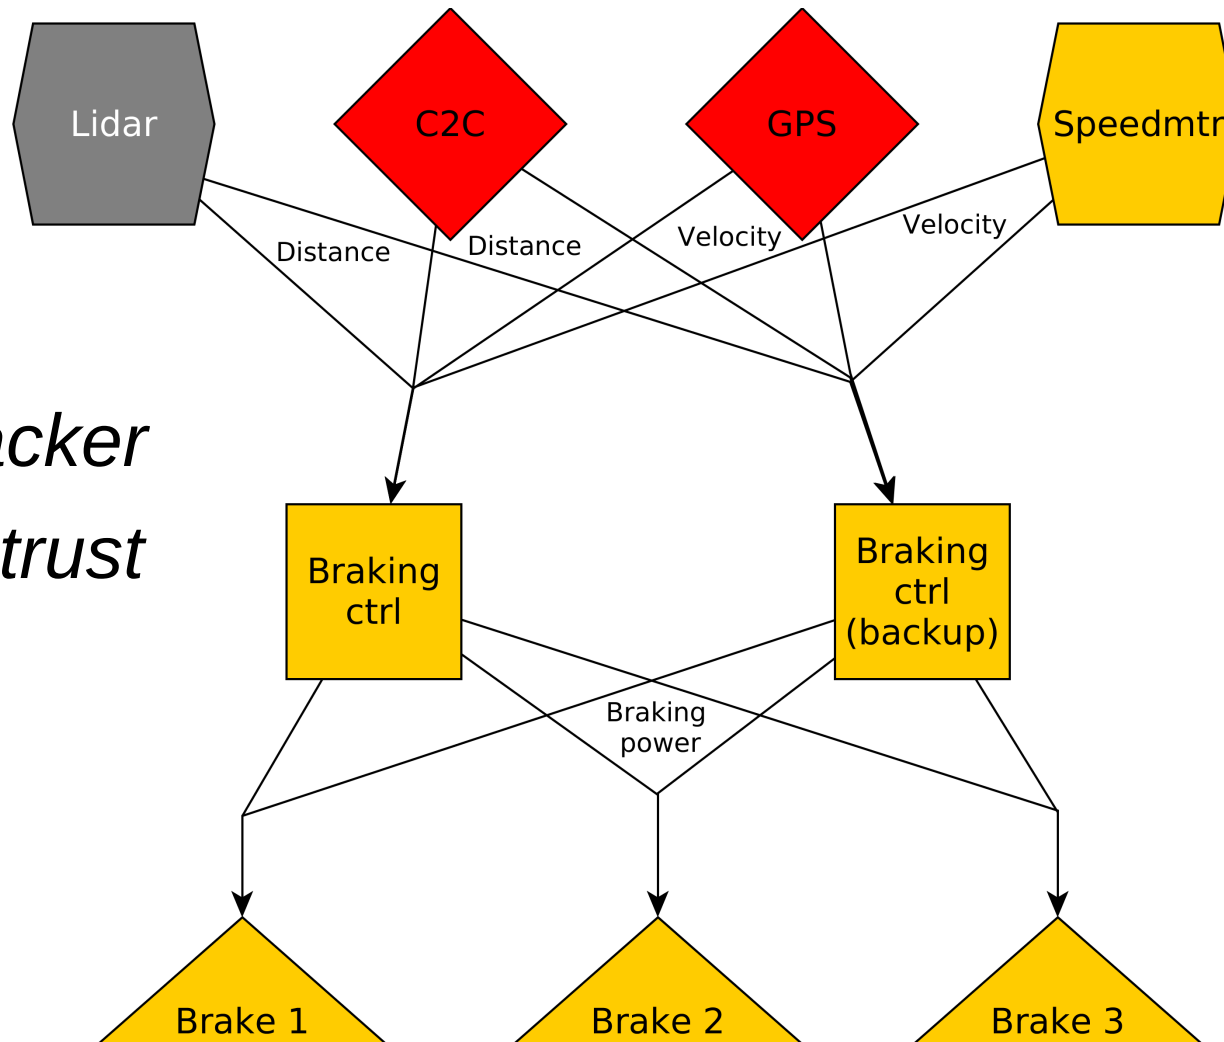 Lidar
C2C
GPS
Speedmtr
Distance
Distance
Velocity
Velocity
trust
Braking
ctrl
Braking
ctrl
(backup)
Braking
power
Brake 1
Brake 2
Brake 3